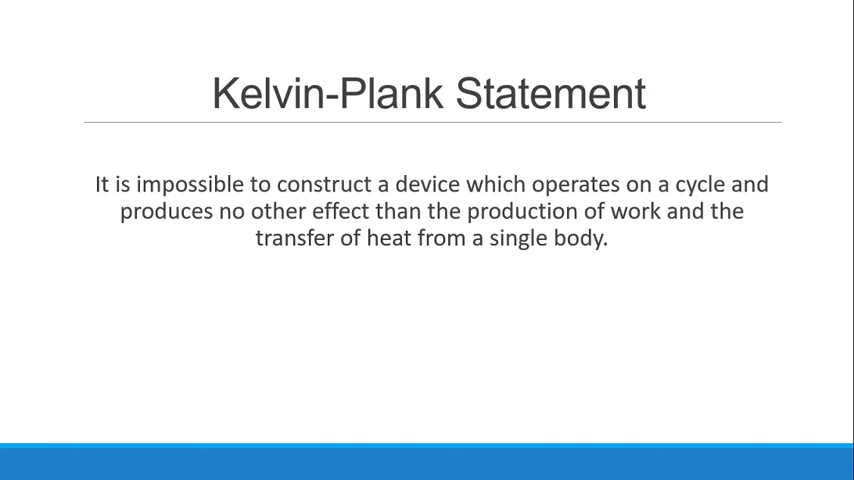 Kelvin-Plank Statement
It is impossible to construct a device which operates on a cycle and
produces no other effect than the production of work and the
transfer of heat from a single body.